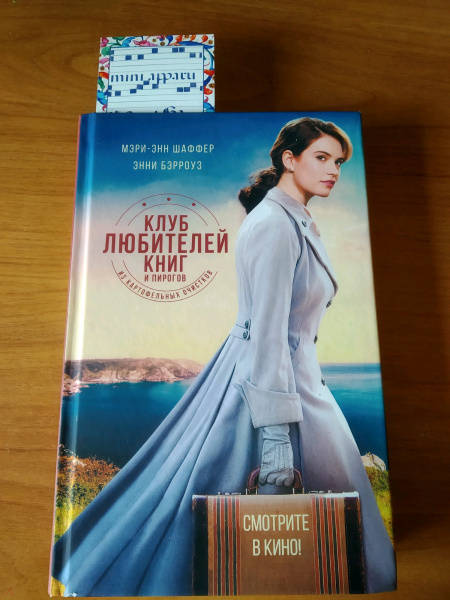 МЭРИ-ЭНН ШАФФЕР
ЭННИ БЭРРОУЗ
КЛУБ
ЛЮБИТЕЛЕЙ
КНИГ
И ПИРОГОВ
ИЗ КАРТОФЕЛЬНЫХ ОЧИСТКОВ
СМОТРИТЕ
В КИНО!